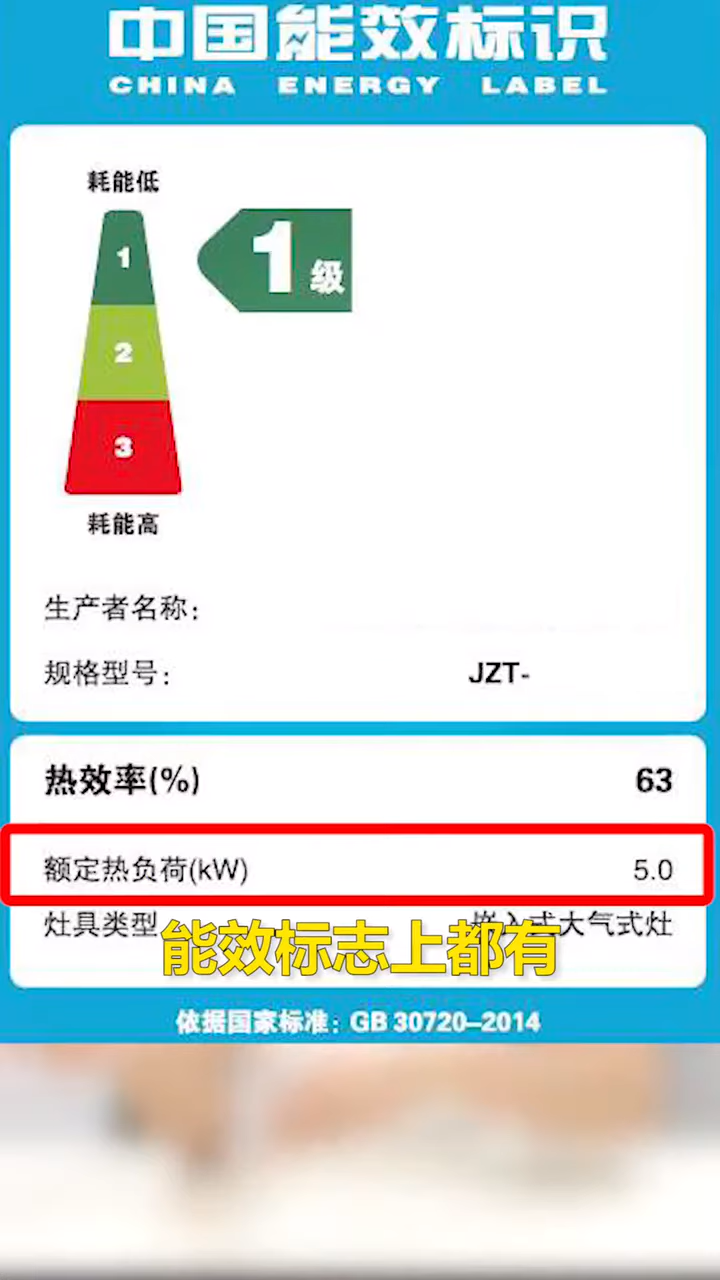 中国能效标识
CHINA ENERGY LABEL
耗能低
1
1级
2
3
耗能高
生产者名称：
规格型号： JZT-
热效率(%) 63
额定热负荷(kW) 5.0
灶具类型 嵌入式大气式灶
能效标志上都有
依据国家标准：GB 30720–2014